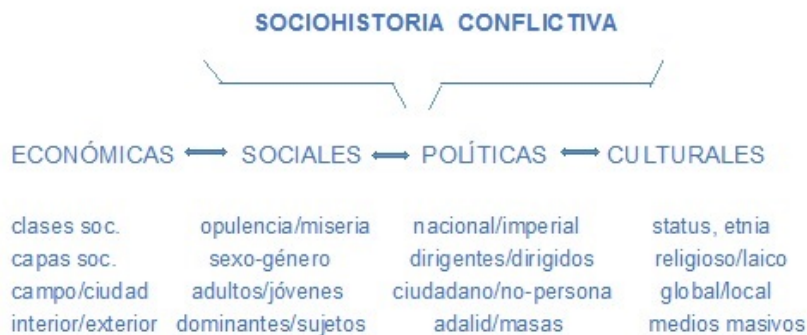 SOCIOHISTORIA CONFLICTIVA
ECONÓMICAS SOCIALES POLÍTICAS CULTURALES
clases soc. opulencia/miseria nacional/imperial status, etnia
capas soc. sexo-género dirigentes/dirigidos religioso/laico
campo/ciudad adultos/jóvenes ciudadano/no-persona global/local
interior/exterior dominantes/sujetos adalid/masas medios masivos